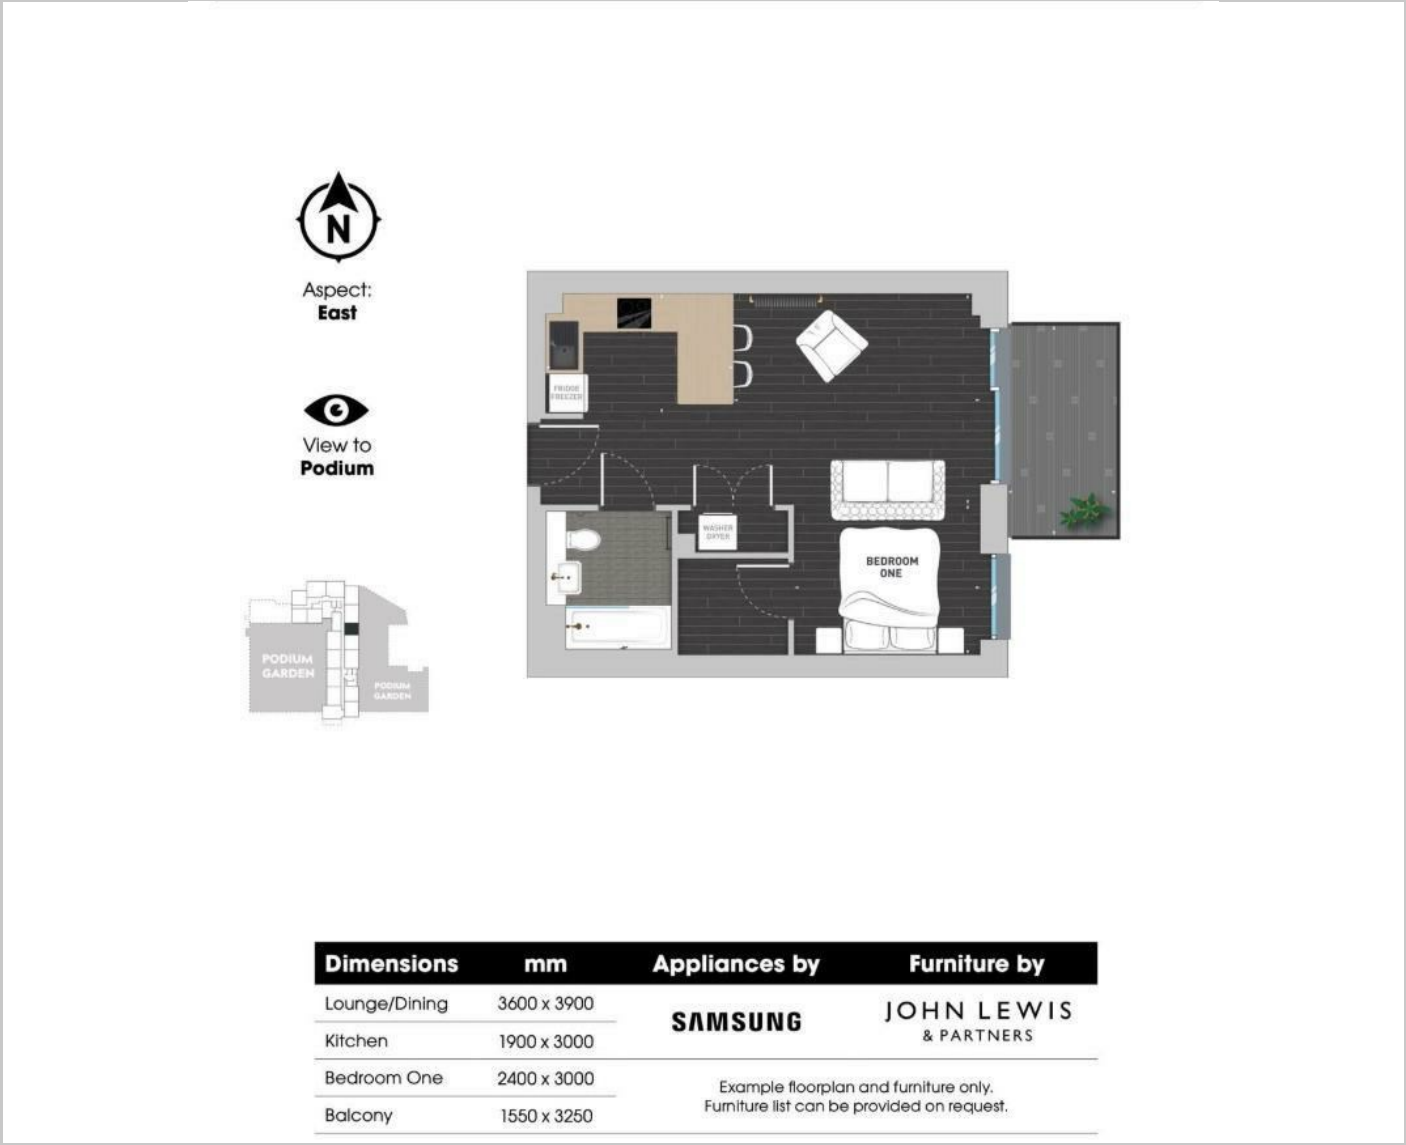 N
Aspect:
East
View to
Podium
FRIDGE
FREEZER
WASHER
DRYER
BEDROOM
ONE
PODIUM
GARDEN
PODIUM
GARDEN
Dimensions mm Appliances by Furniture by
Lounge/Dining 3600 x 3900
SAMSUNG
JOHN LEWIS
& PARTNERS
Kitchen 1900 x 3000
Bedroom One 2400 x 3000
Balcony 1550 x 3250
Example floorplan and furniture only.
Furniture list can be provided on request.